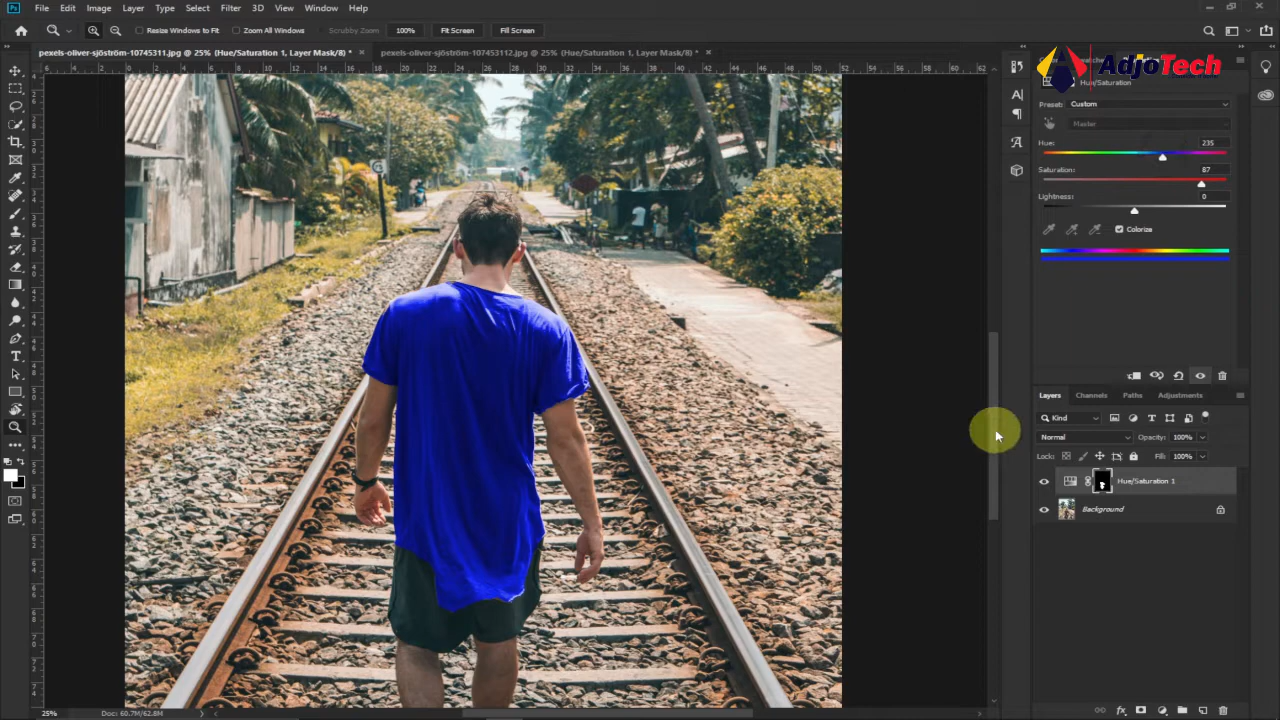 Ps File Edit Image Layer Type Select Filter 3D View Window Help
Resize Windows to Fit Zoom All Windows Scrubby Zoom 100% Fit Screen Fill Screen
pexels-oliver-sjöström-10745311.jpg @ 25% (Hue/Saturation 1, Layer Mask/8) * × pexels-oliver-sjöström-107453112.jpg @ 25% (Hue/Saturation 1, Layer Mask/8) * ×
AdjoTech
Hue/Saturation
Preset: Custom
Master
Hue: 235
Saturation: 87
Lightness: 0
Colorize
Layers Channels Paths Adjustments
Kind
Normal Opacity: 100%
Lock: Fill: 100%
Hue/Saturation 1
Background
25% Doc: 60.7M/62.8M